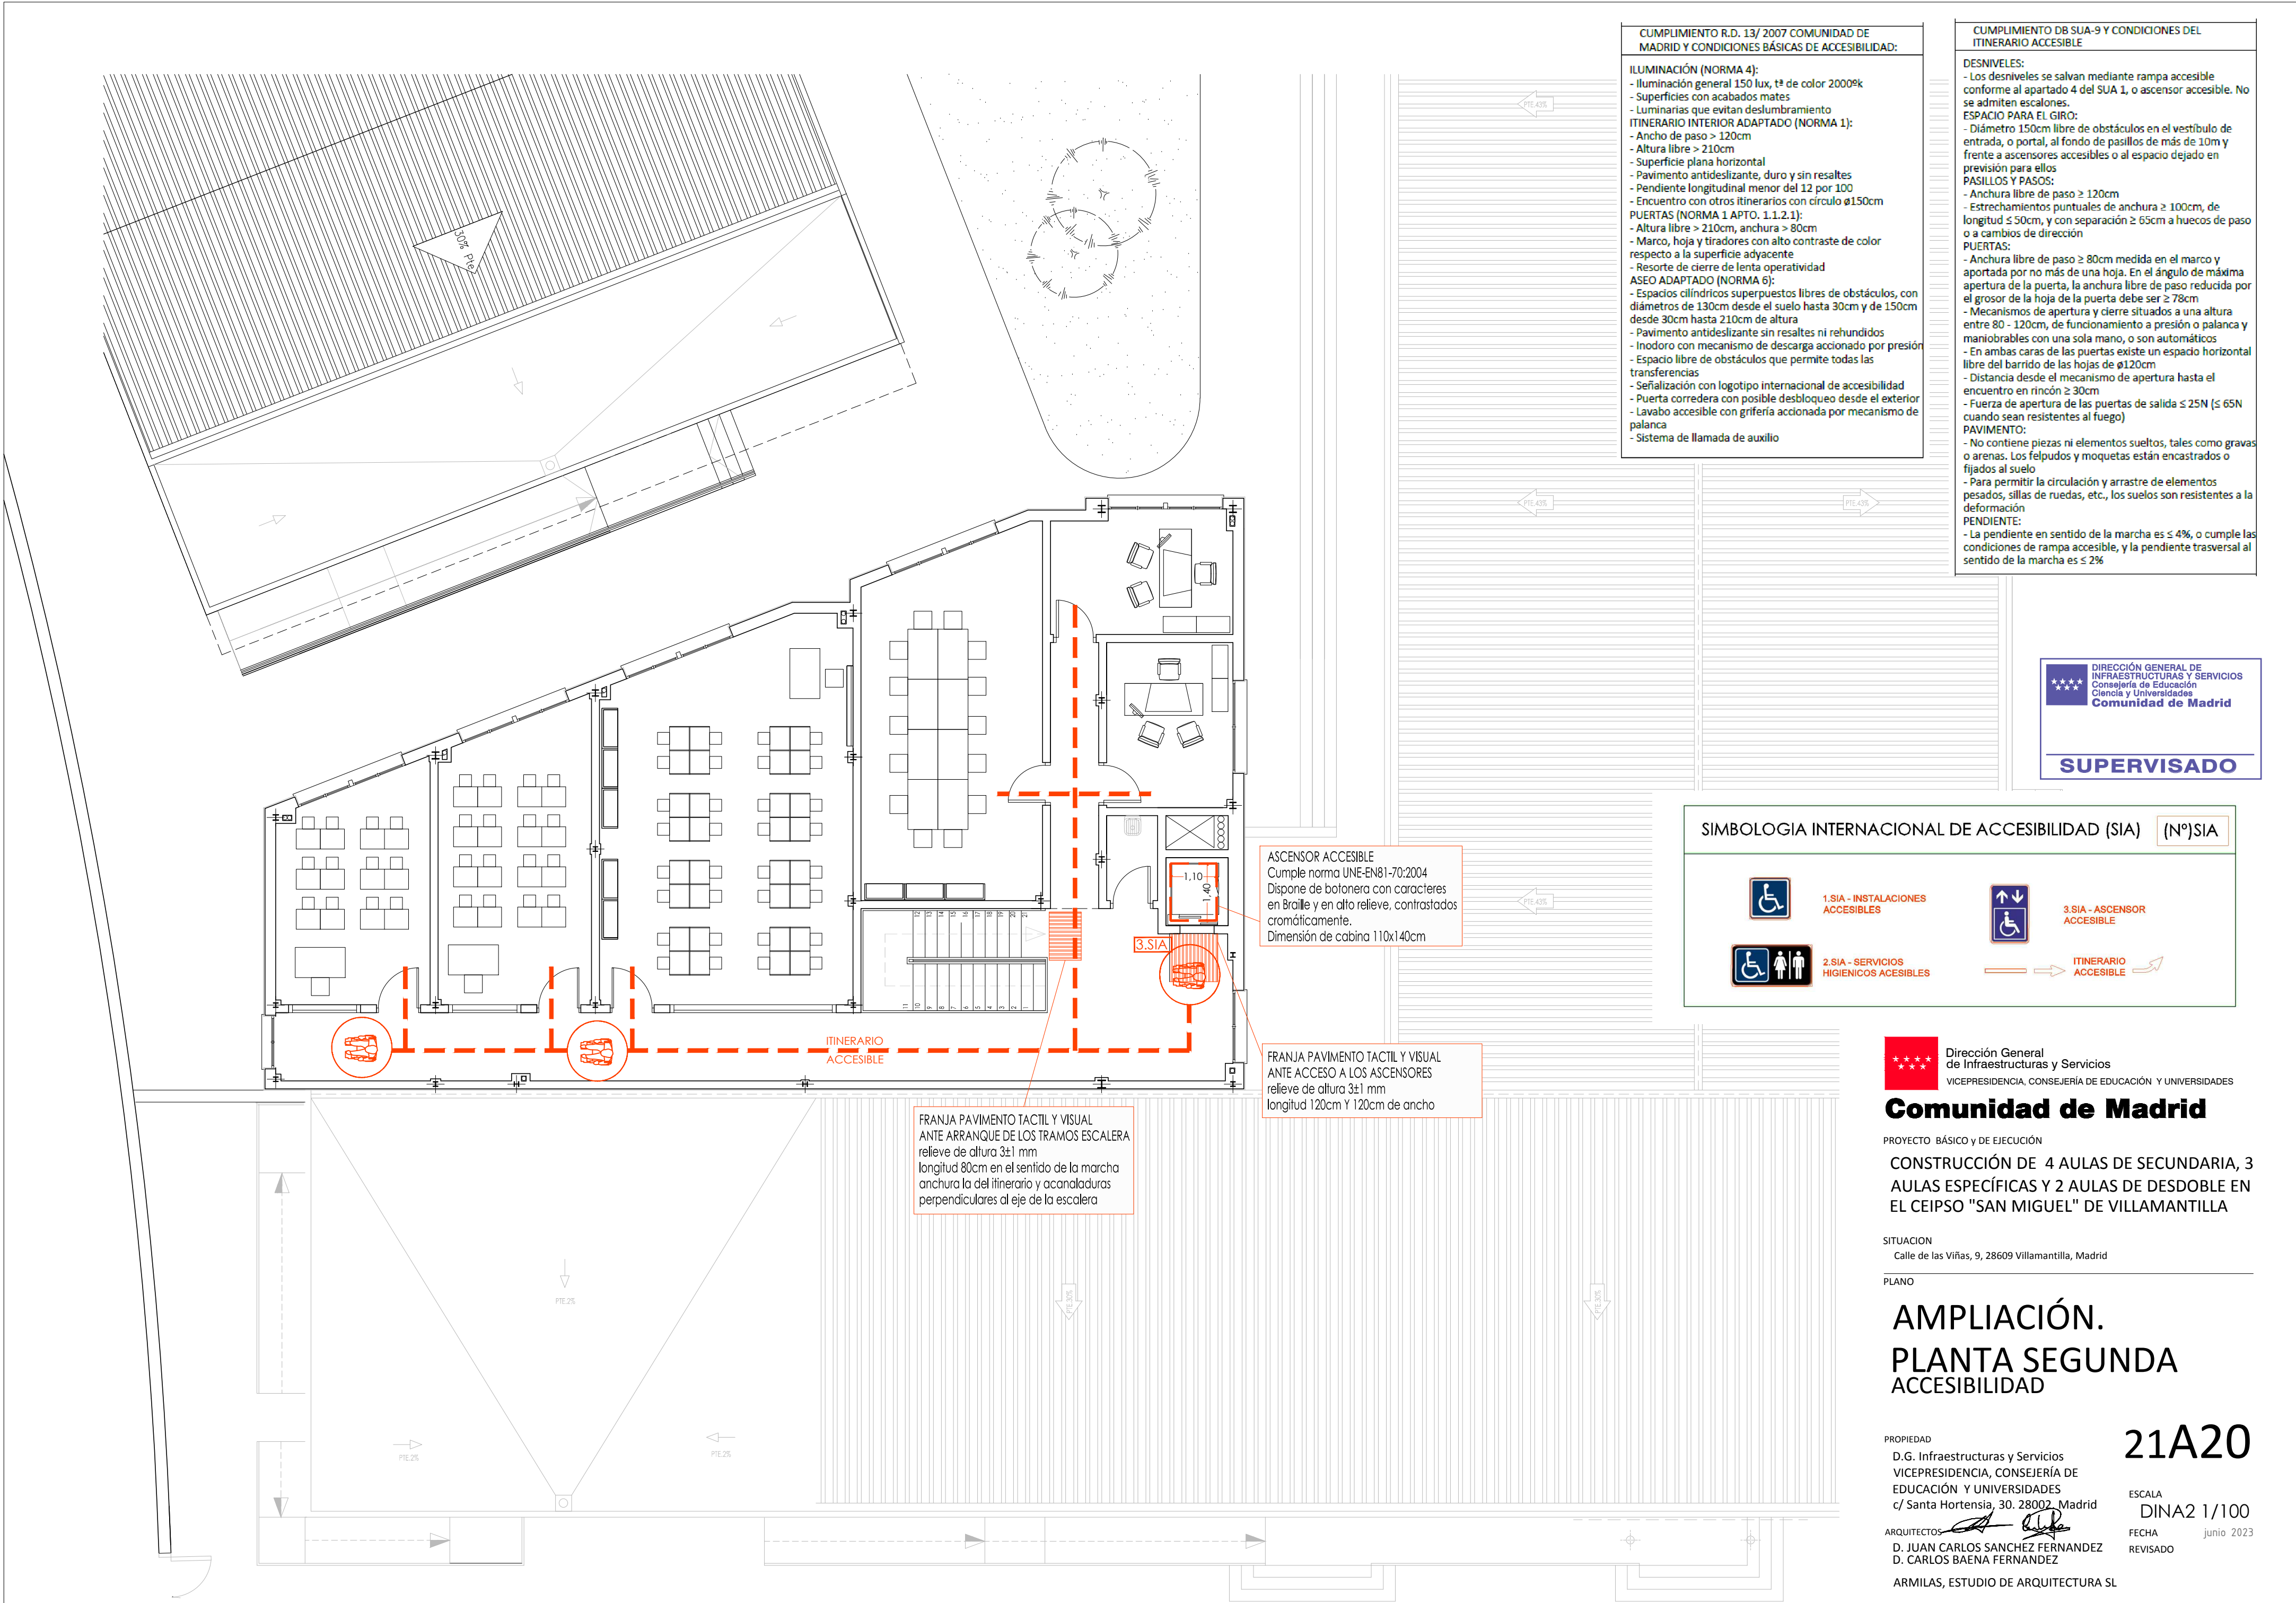 CUMPLIMIENTO R.D. 13/ 2007 COMUNIDAD DE
MADRID Y CONDICIONES BÁSICAS DE ACCESIBILIDAD:
ILUMINACIÓN (NORMA 4):
- Iluminación general 150 lux, tª de color 2000ºk
- Superficies con acabados mates
- Luminarias que evitan deslumbramiento
ITINERARIO INTERIOR ADAPTADO (NORMA 1):
- Ancho de paso > 120cm
- Altura libre > 210cm
- Superficie plana horizontal
- Pavimento antideslizante, duro y sin resaltes
- Pendiente longitudinal menor del 12 por 100
- Encuentro con otros itinerarios con círculo ø150cm
PUERTAS (NORMA 1 APTO. 1.1.2.1):
- Altura libre > 210cm, anchura > 80cm
- Marco, hoja y tiradores con alto contraste de color
respecto a la superficie adyacente
- Resorte de cierre de lenta operatividad
ASEO ADAPTADO (NORMA 6):
- Espacios cilíndricos superpuestos libres de obstáculos, con
diámetros de 130cm desde el suelo hasta 30cm y de 150cm
desde 30cm hasta 210cm de altura
- Pavimento antideslizante sin resaltes ni rehundidos
- Inodoro con mecanismo de descarga accionado por presión
- Espacio libre de obstáculos que permite todas las
transferencias
- Señalización con logotipo internacional de accesibilidad
- Puerta corredera con posible desbloqueo desde el exterior
- Lavabo accesible con grifería accionada por mecanismo de
palanca
- Sistema de llamada de auxilio
CUMPLIMIENTO DB SUA-9 Y CONDICIONES DEL
ITINERARIO ACCESIBLE
DESNIVELES:
- Los desniveles se salvan mediante rampa accesible
conforme al apartado 4 del SUA 1, o ascensor accesible. No
se admiten escalones.
ESPACIO PARA EL GIRO:
- Diámetro 150cm libre de obstáculos en el vestíbulo de
entrada, o portal, al fondo de pasillos de más de 10m y
frente a ascensores accesibles o al espacio dejado en
previsión para ellos
PASILLOS Y PASOS:
- Anchura libre de paso ≥ 120cm
- Estrechamientos puntuales de anchura ≥ 100cm, de
longitud ≤ 50cm, y con separación ≥ 65cm a huecos de paso
o a cambios de dirección
PUERTAS:
- Anchura libre de paso ≥ 80cm medida en el marco y
aportada por no más de una hoja. En el ángulo de máxima
apertura de la puerta, la anchura libre de paso reducida por
el grosor de la hoja de la puerta debe ser ≥ 78cm
- Mecanismos de apertura y cierre situados a una altura
entre 80 - 120cm, de funcionamiento a presión o palanca y
maniobrables con una sola mano, o son automáticos
- En ambas caras de las puertas existe un espacio horizontal
libre del barrido de las hojas de ø120cm
- Distancia desde el mecanismo de apertura hasta el
encuentro en rincón ≥ 30cm
- Fuerza de apertura de las puertas de salida ≤ 25N (≤ 65N
cuando sean resistentes al fuego)
PAVIMENTO:
- No contiene piezas ni elementos sueltos, tales como gravas
o arenas. Los felpudos y moquetas están encastrados o
fijados al suelo
- Para permitir la circulación y arrastre de elementos
pesados, sillas de ruedas, etc., los suelos son resistentes a la
deformación
PENDIENTE:
- La pendiente en sentido de la marcha es ≤ 4%, o cumple las
condiciones de rampa accesible, y la pendiente trasversal al
sentido de la marcha es ≤ 2%
30% Pte.
PTE.43%
PTE.43%
PTE.43%
PTE.43%
DIRECCIÓN GENERAL DE
INFRAESTRUCTURAS Y SERVICIOS
Consejería de Educación
Ciencia y Universidades
Comunidad de Madrid
SUPERVISADO
SIMBOLOGIA INTERNACIONAL DE ACCESIBILIDAD (SIA)
(Nº)SIA
1.SIA - INSTALACIONES
ACCESIBLES
3.SIA - ASCENSOR
ACCESIBLE
2.SIA - SERVICIOS
HIGIENICOS ACESIBLES
ITINERARIO
ACCESIBLE
ASCENSOR ACCESIBLE
Cumple norma UNE-EN81-70:2004
Dispone de botonera con caracteres
en Braille y en alto relieve, contrastados
cromáticamente.
Dimensión de cabina 110x140cm
1,10
1,40
3.SIA
12 13 14 15 16 17 18 19 20 21
11 10 9 8 7 6 5 4 3 2 1
ITINERARIO
ACCESIBLE
FRANJA PAVIMENTO TACTIL Y VISUAL
ANTE ACCESO A LOS ASCENSORES
relieve de altura 3±1 mm
longitud 120cm Y 120cm de ancho
FRANJA PAVIMENTO TACTIL Y VISUAL
ANTE ARRANQUE DE LOS TRAMOS ESCALERA
relieve de altura 3±1 mm
longitud 80cm en el sentido de la marcha
anchura la del itinerario y acanaladuras
perpendiculares al eje de la escalera
PTE.2%
PTE.30%
PTE.30%
PTE.2%
PTE.2%
Dirección General
de Infraestructuras y Servicios
VICEPRESIDENCIA, CONSEJERÍA DE EDUCACIÓN Y UNIVERSIDADES
Comunidad de Madrid
PROYECTO BÁSICO y DE EJECUCIÓN
CONSTRUCCIÓN DE 4 AULAS DE SECUNDARIA, 3
AULAS ESPECÍFICAS Y 2 AULAS DE DESDOBLE EN
EL CEIPSO "SAN MIGUEL" DE VILLAMANTILLA
SITUACION
Calle de las Viñas, 9, 28609 Villamantilla, Madrid
PLANO
AMPLIACIÓN.
PLANTA SEGUNDA
ACCESIBILIDAD
21A20
PROPIEDAD
D.G. Infraestructuras y Servicios
VICEPRESIDENCIA, CONSEJERÍA DE
EDUCACIÓN Y UNIVERSIDADES
c/ Santa Hortensia, 30. 28002, Madrid
ESCALA
DINA2 1/100
FECHA junio 2023
REVISADO
ARQUITECTOS
D. JUAN CARLOS SANCHEZ FERNANDEZ
D. CARLOS BAENA FERNANDEZ
ARMILAS, ESTUDIO DE ARQUITECTURA SL